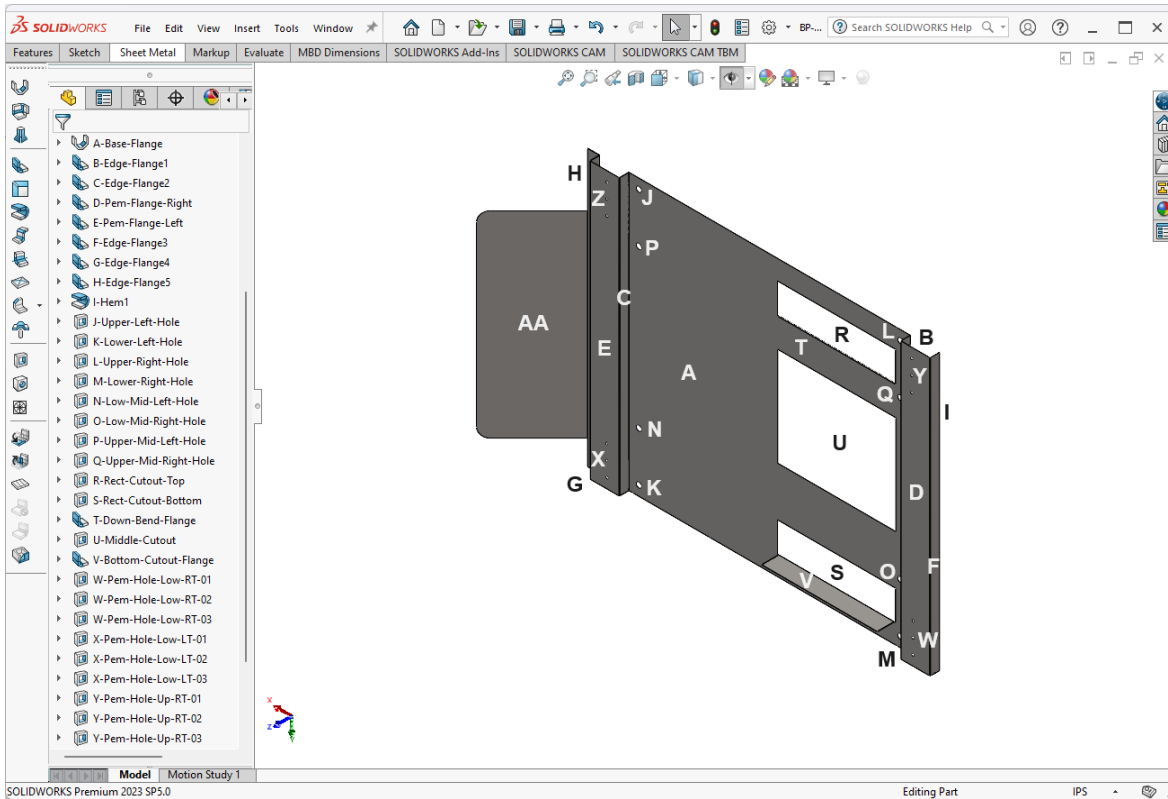 SOLIDWORKS File Edit View Insert Tools Window BP-... Search SOLIDWORKS Help
Features Sketch Sheet Metal Markup Evaluate MBD Dimensions SOLIDWORKS Add-Ins SOLIDWORKS CAM SOLIDWORKS CAM TBM
A-Base-Flange
B-Edge-Flange1
C-Edge-Flange2
D-Pem-Flange-Right
E-Pem-Flange-Left
F-Edge-Flange3
G-Edge-Flange4
H-Edge-Flange5
I-Hem1
J-Upper-Left-Hole
K-Lower-Left-Hole
L-Upper-Right-Hole
M-Lower-Right-Hole
N-Low-Mid-Left-Hole
O-Low-Mid-Right-Hole
P-Upper-Mid-Left-Hole
Q-Upper-Mid-Right-Hole
R-Rect-Cutout-Top
S-Rect-Cutout-Bottom
T-Down-Bend-Flange
U-Middle-Cutout
V-Bottom-Cutout-Flange
W-Pem-Hole-Low-RT-01
W-Pem-Hole-Low-RT-02
W-Pem-Hole-Low-RT-03
X-Pem-Hole-Low-LT-01
X-Pem-Hole-Low-LT-02
X-Pem-Hole-Low-LT-03
Y-Pem-Hole-Up-RT-01
Y-Pem-Hole-Up-RT-02
Y-Pem-Hole-Up-RT-03
H
Z J
P
C
AA R L B
E T
A Y
Q
I
U
N
X
G K
D
S O F
V
W
M
x
z
y
Model Motion Study 1
SOLIDWORKS Premium 2023 SP5.0 Editing Part IPS